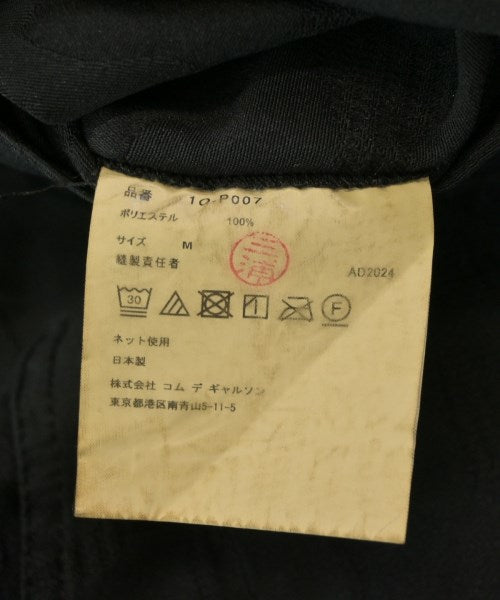 品番 10-P007
ポリエステル 100%
サイズ M
縫製責任者 三浦
AD2024
30 F
ネット使用
日本製
株式会社 コム デ ギャルソン
東京都港区南青山5-11-5